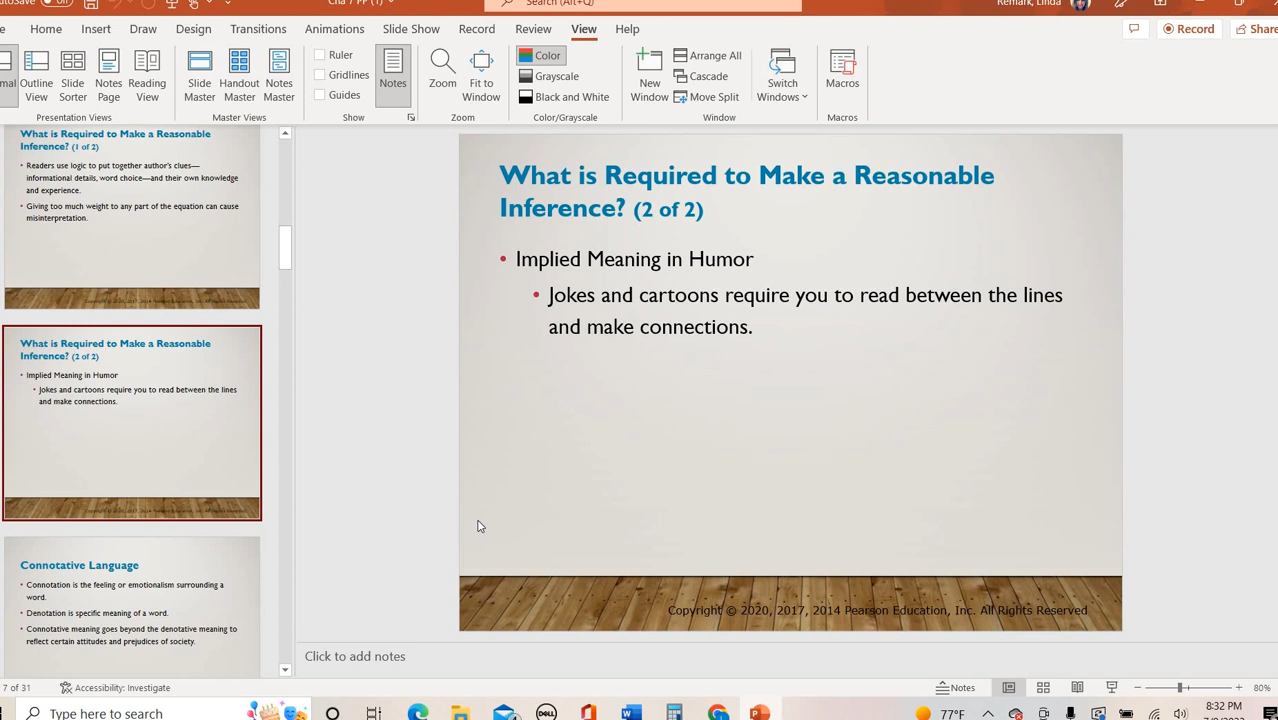 AutoSave Off
Cha 7 PP (1)
Search (Alt+Q)
Remark, Linda
Home Insert Draw Design Transitions Animations Slide Show Record Review View Help
Record Share
Outline View
Slide Sorter
Notes Page
Reading View
Slide Master
Handout Master
Notes Master
Ruler
Gridlines
Guides
Notes
Zoom
Fit to Window
Color
Grayscale
Black and White
New Window
Arrange All
Cascade
Move Split
Switch Windows
Macros
Presentation Views Master Views Show Zoom Color/Grayscale Window Macros
What is Required to Make a Reasonable
Inference? (1 of 2)
• Readers use logic to put together author's clues—
informational details, word choice—and their own knowledge
and experience.
• Giving too much weight to any part of the equation can cause
misinterpretation.
What is Required to Make a Reasonable
Inference? (2 of 2)
• Implied Meaning in Humor
• Jokes and cartoons require you to read between the lines
and make connections.
Connotative Language
• Connotation is the feeling or emotionalism surrounding a
word.
• Denotation is specific meaning of a word.
• Connotative meaning goes beyond the denotative meaning to
reflect certain attitudes and prejudices of society.
What is Required to Make a Reasonable
Inference? (2 of 2)
• Implied Meaning in Humor
• Jokes and cartoons require you to read between the lines
and make connections.
Copyright © 2020, 2017, 2014 Pearson Education, Inc. All Rights Reserved
Click to add notes
7 of 31 Accessibility: Investigate Notes 80%
Type here to search 77°F 8:32 PM